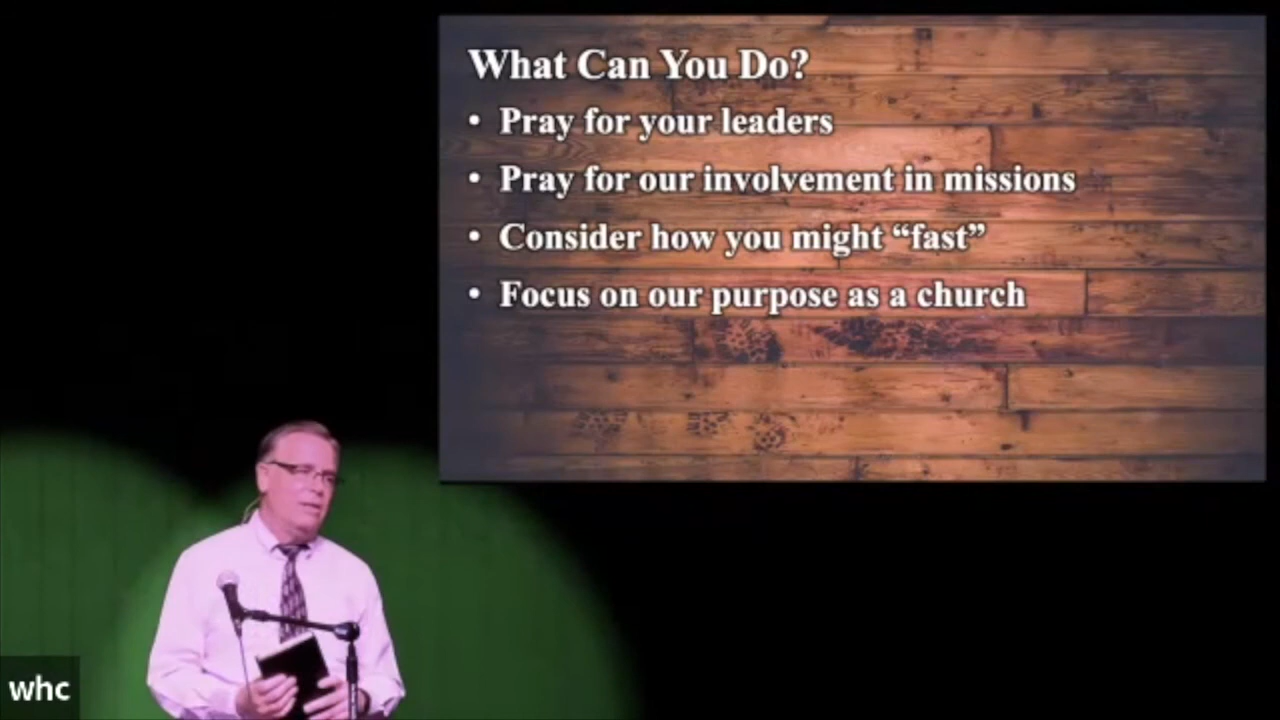 What Can You Do?
• Pray for your leaders
• Pray for our involvement in missions
• Consider how you might “fast”
• Focus on our purpose as a church
whc